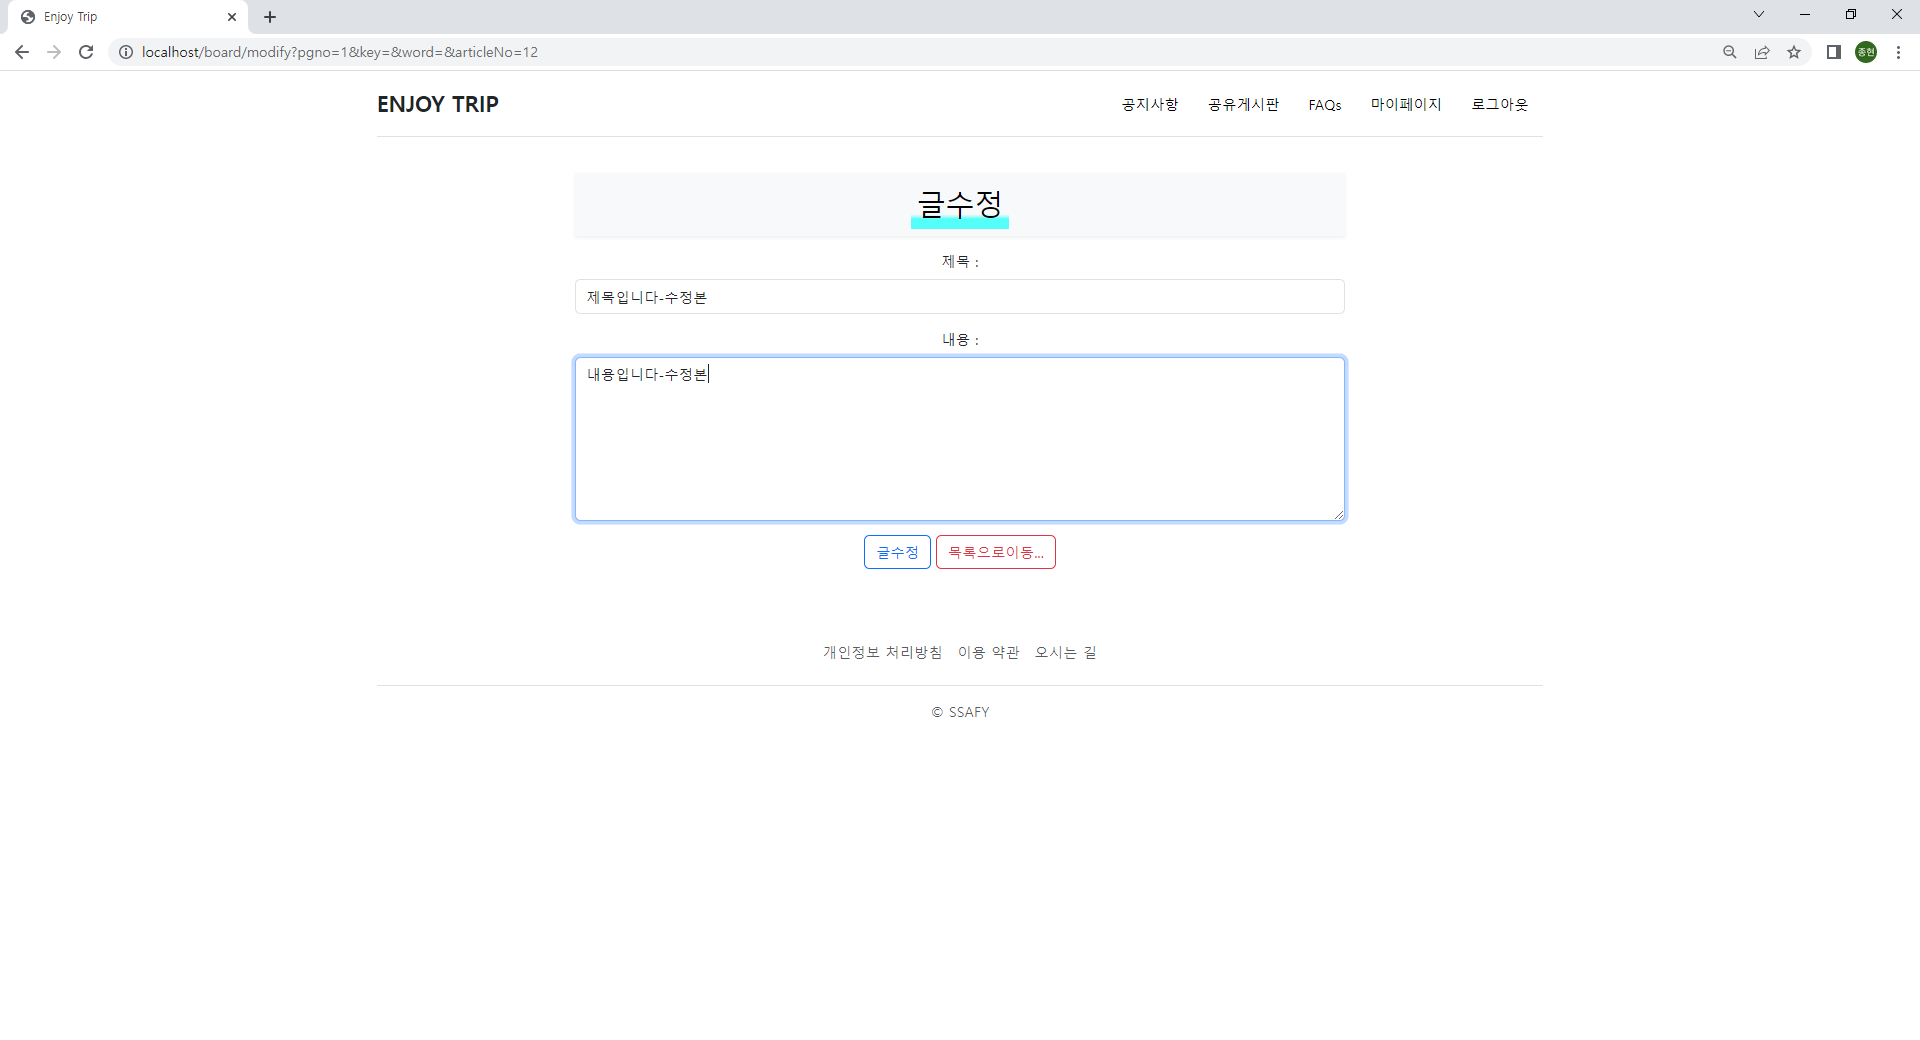 Enjoy Trip
localhost/board/modify?pgno=1&key=&word=&articleNo=12
종현
ENJOY TRIP
공지사항 공유게시판 FAQs 마이페이지 로그아웃
글수정
제목 :
제목입니다-수정본
내용 :
내용입니다-수정본
글수정 목록으로이동...
개인정보 처리방침 이용 약관 오시는 길
© SSAFY